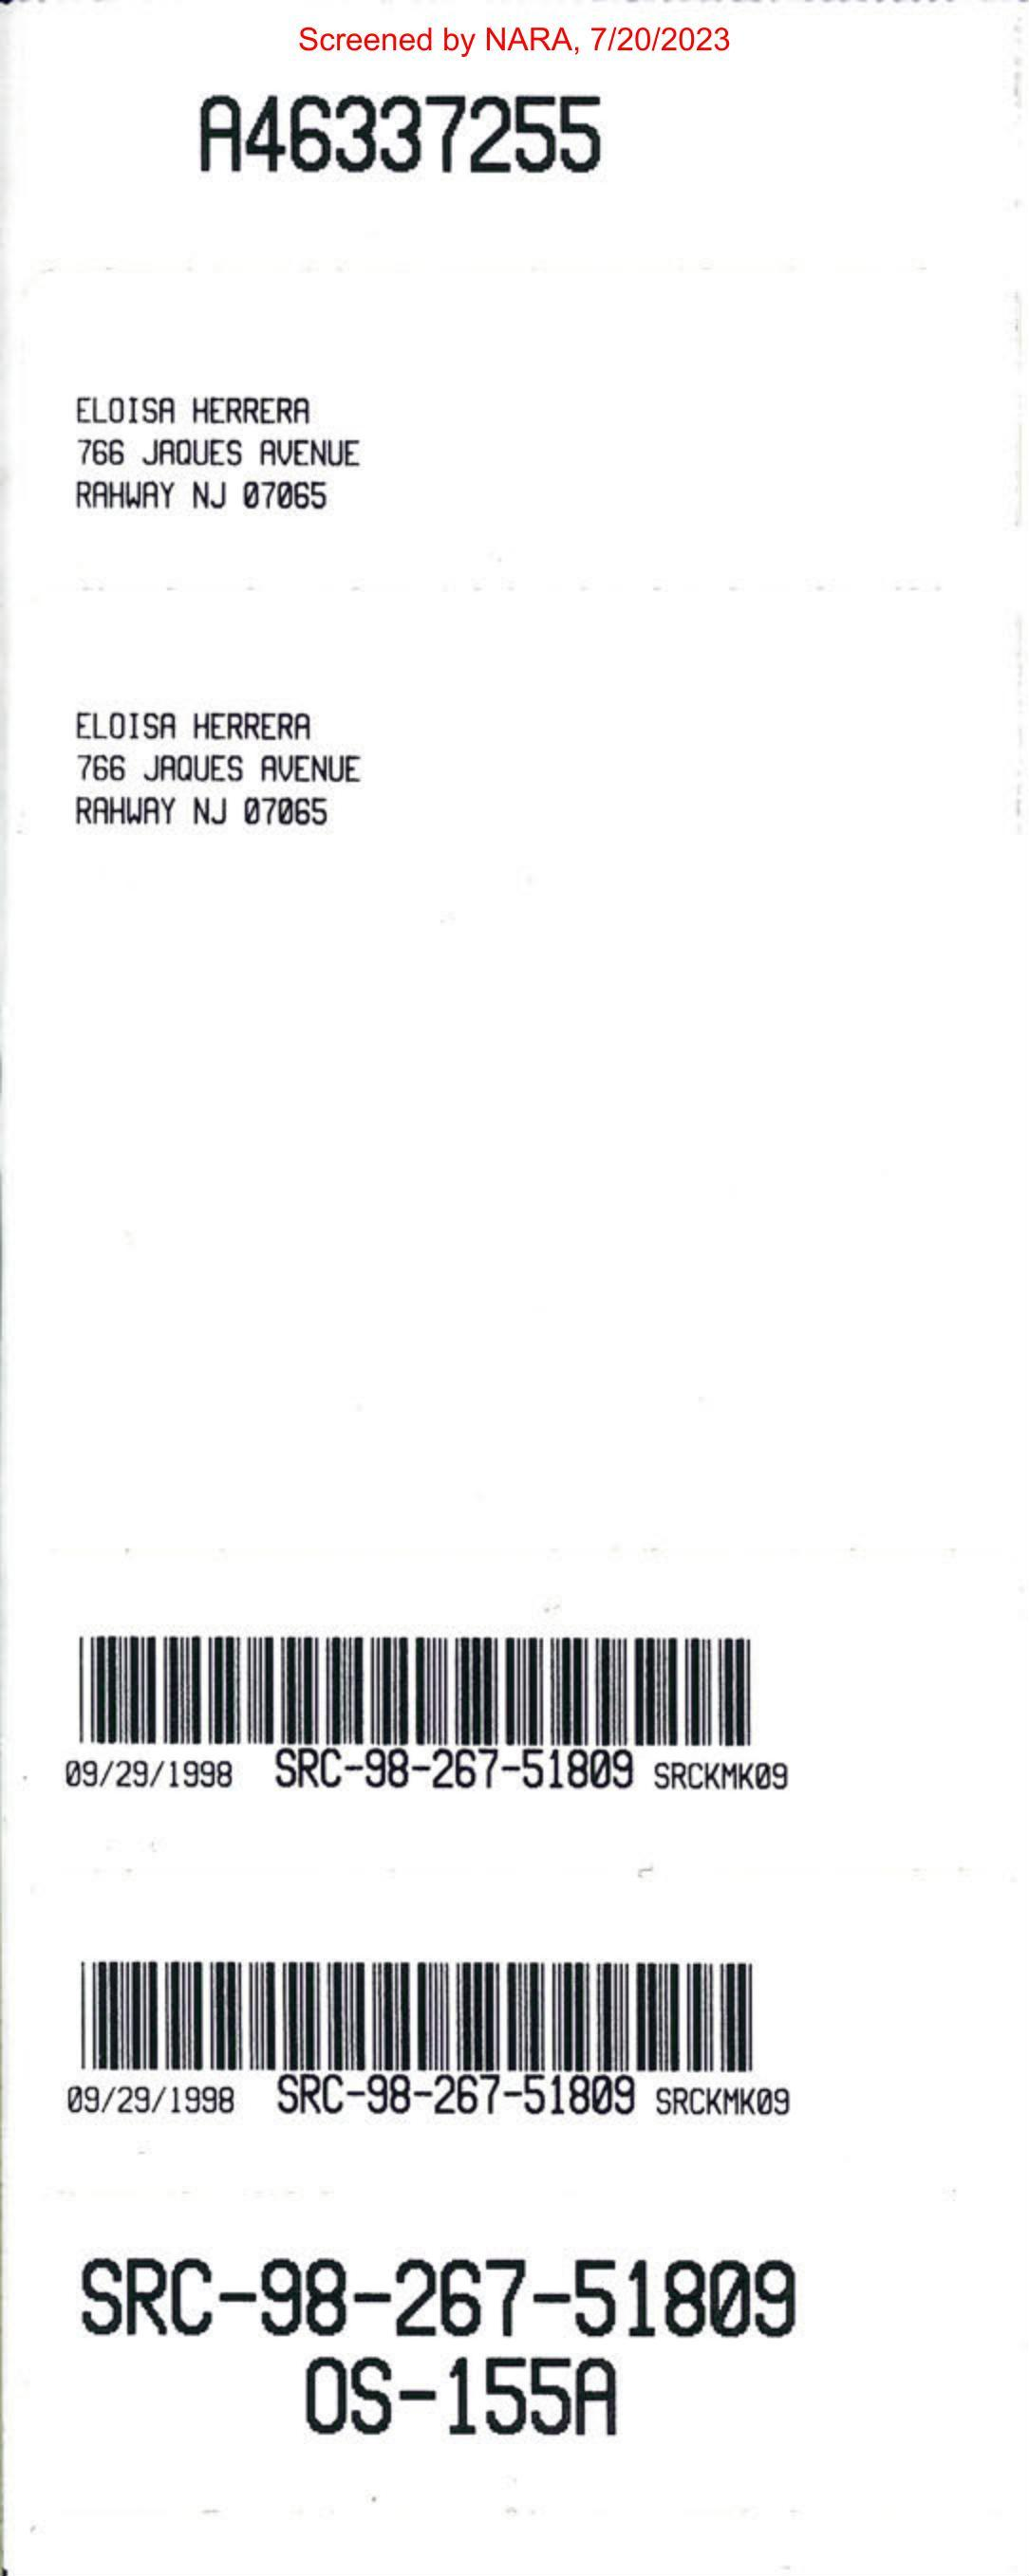 Screened by NARA, 7/20/2023
A46337255
ELOISA HERRERA
766 JAQUES AVENUE
RAHWAY NJ 07065
ELOISA HERRERA
766 JAQUES AVENUE
RAHWAY NJ 07065
09/29/1998 SRC-98-267-51809 SRCKMK09
09/29/1998 SRC-98-267-51809 SRCKMK09
SRC-98-267-51809
OS-155A